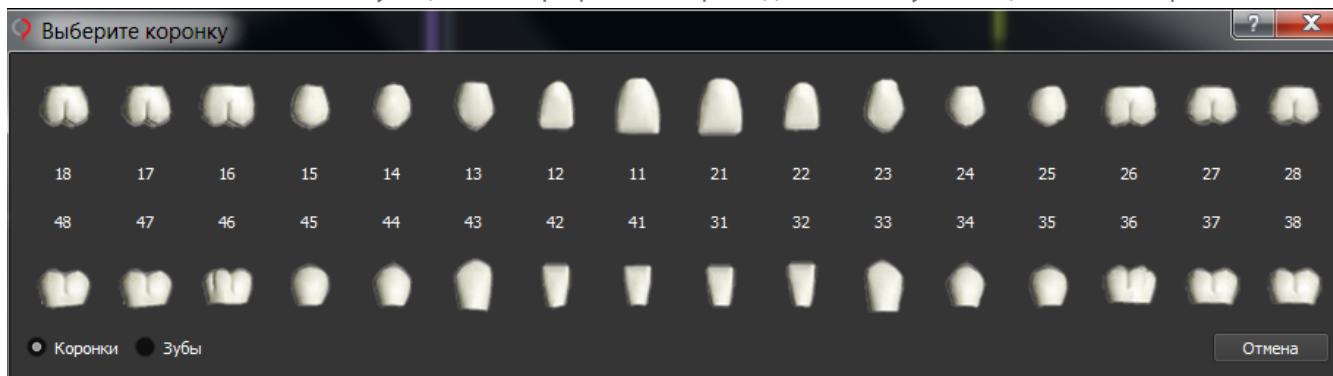 Выберите коронку
?
X
18 17 16 15 14 13 12 11 21 22 23 24 25 26 27 28
48 47 46 45 44 43 42 41 31 32 33 34 35 36 37 38
Коронки Зубы Отмена